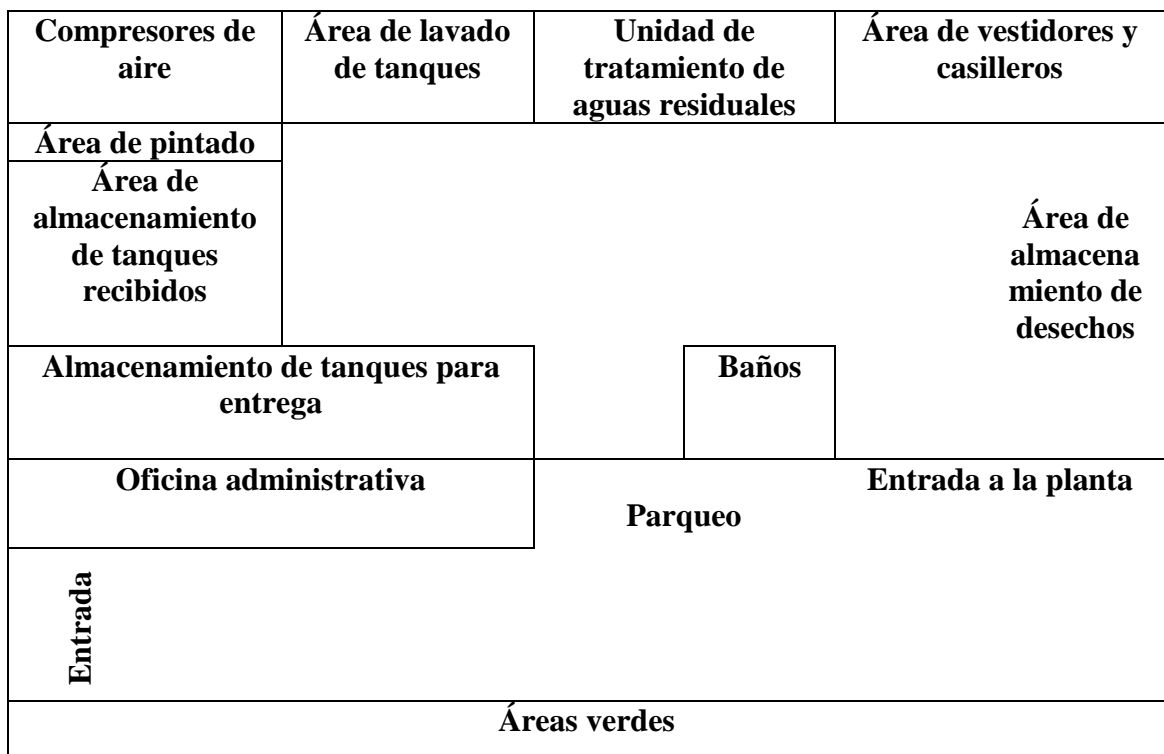 Compresores de
aire
Área de lavado
de tanques
Unidad de
tratamiento de
aguas residuales
Área de vestidores y
casilleros
Área de pintado
Área de
almacenamiento
de tanques
recibidos
Área de
almacena
miento de
desechos
Almacenamiento de tanques para
entrega
Baños
Oficina administrativa
Parqueo
Entrada a la planta
Entrada
Áreas verdes